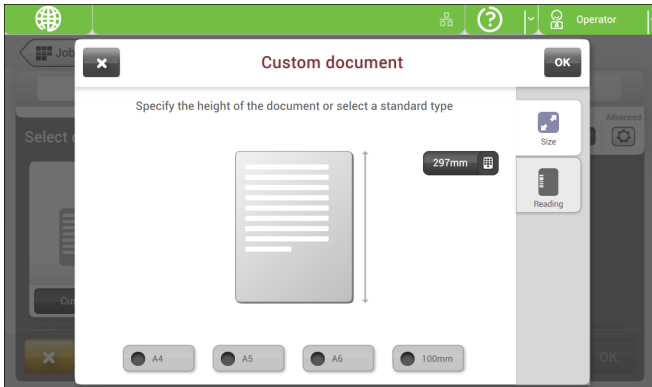 Operator
Job
Custom document
OK
Specify the height of the document or select a standard type
Advanced
Size
297mm
Select
Reading
Cu
A4
A5
A6
100mm
OK